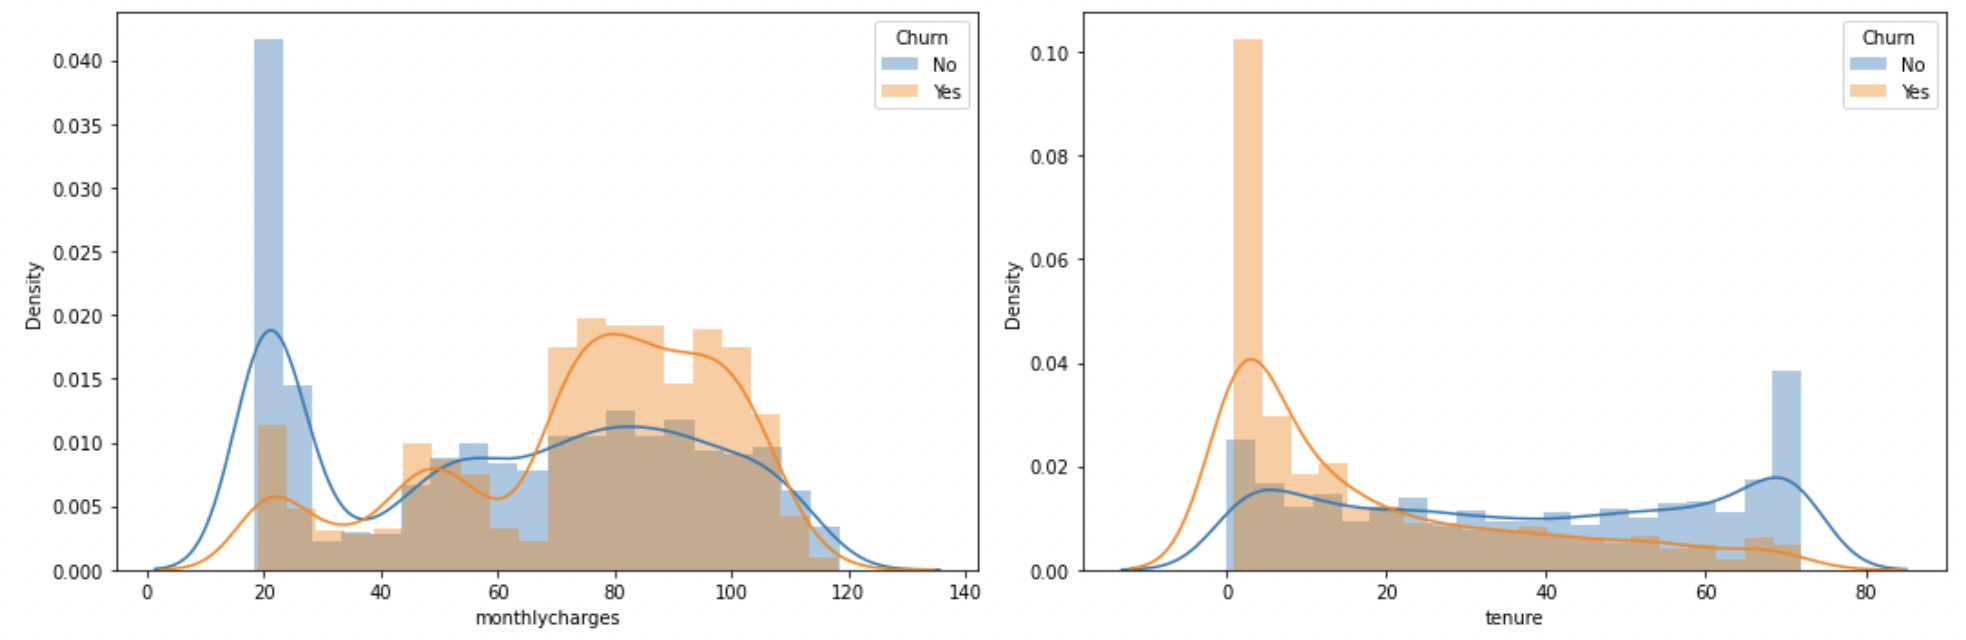 Churn
No
Yes
0.040
0.035
0.030
0.025
0.020
0.015
0.010
0.005
0.000
Density
0 20 40 60 80 100 120 140
monthlycharges
Churn
No
Yes
0.10
0.08
0.06
0.04
0.02
0.00
Density
0 20 40 60 80
tenure